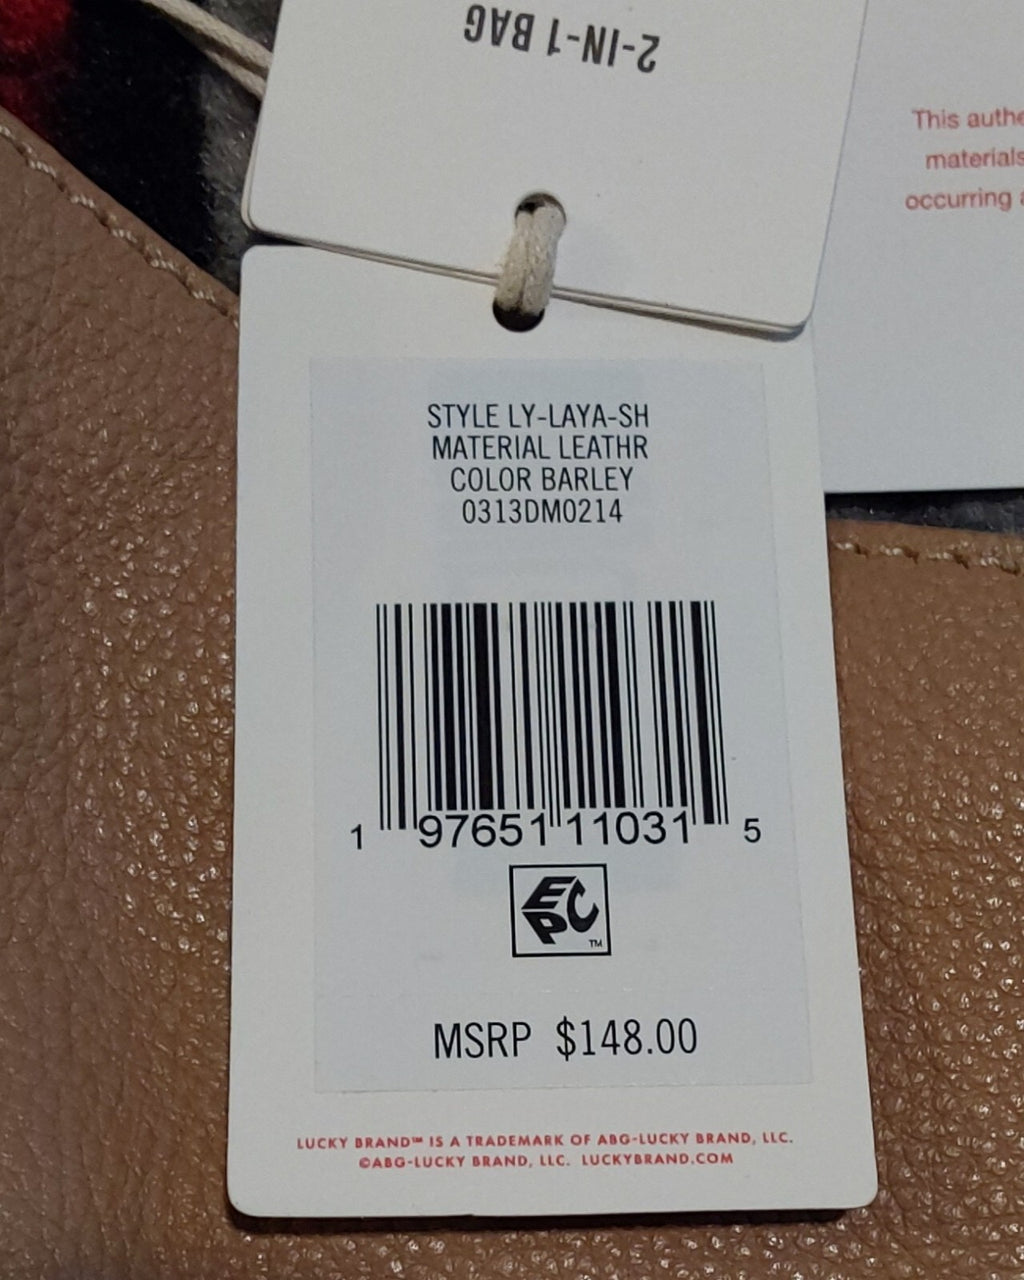 2-IN-1 BAG
This authe
materials
occurring a
STYLE LY-LAYA-SH
MATERIAL LEATHR
COLOR BARLEY
0313DM0214
1 97651 11031 5
EPC
TM
MSRP $148.00
LUCKY BRAND™ IS A TRADEMARK OF ABG-LUCKY BRAND, LLC.
©ABG-LUCKY BRAND, LLC. LUCKYBRAND.COM